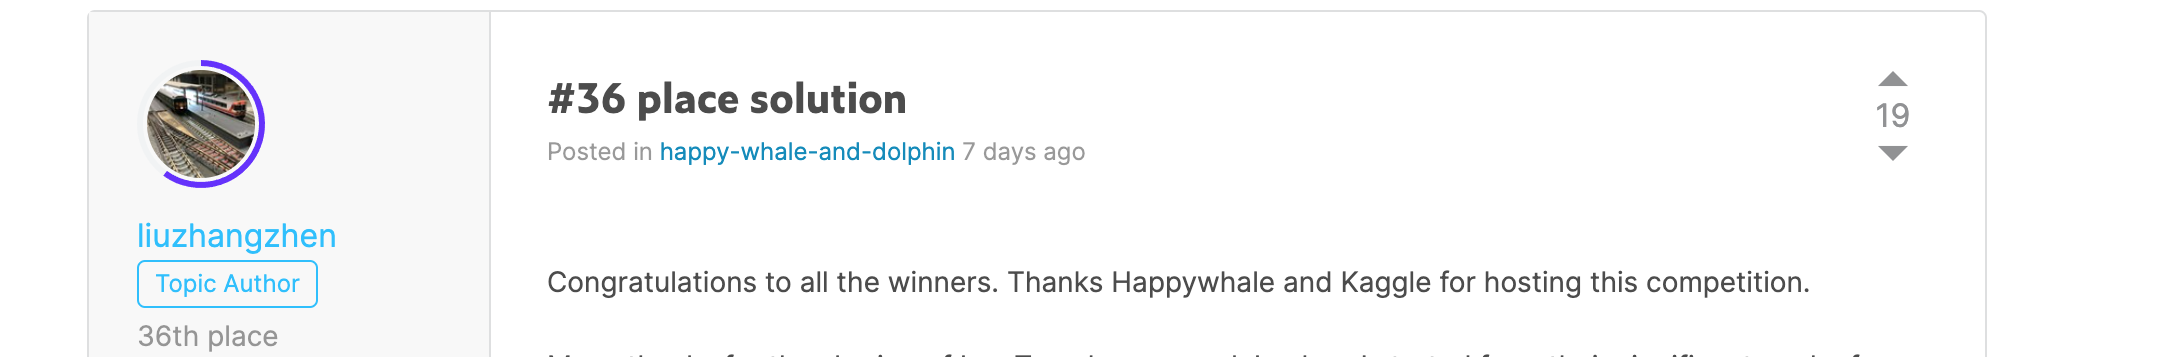 #36 place solution
19
Posted in happy-whale-and-dolphin 7 days ago
liuzhangzhen
Topic Author
36th place
Congratulations to all the winners. Thanks Happywhale and Kaggle for hosting this competition.